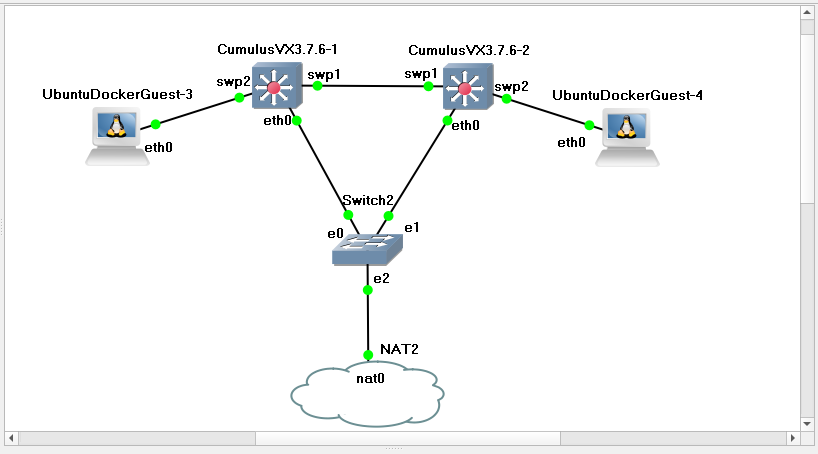 CumulusVX3.7.6-1
CumulusVX3.7.6-2
swp2
swp1
swp1
swp2
UbuntuDockerGuest-3
UbuntuDockerGuest-4
eth0
eth0
eth0
eth0
Switch2
e0
e1
e2
NAT2
nat0